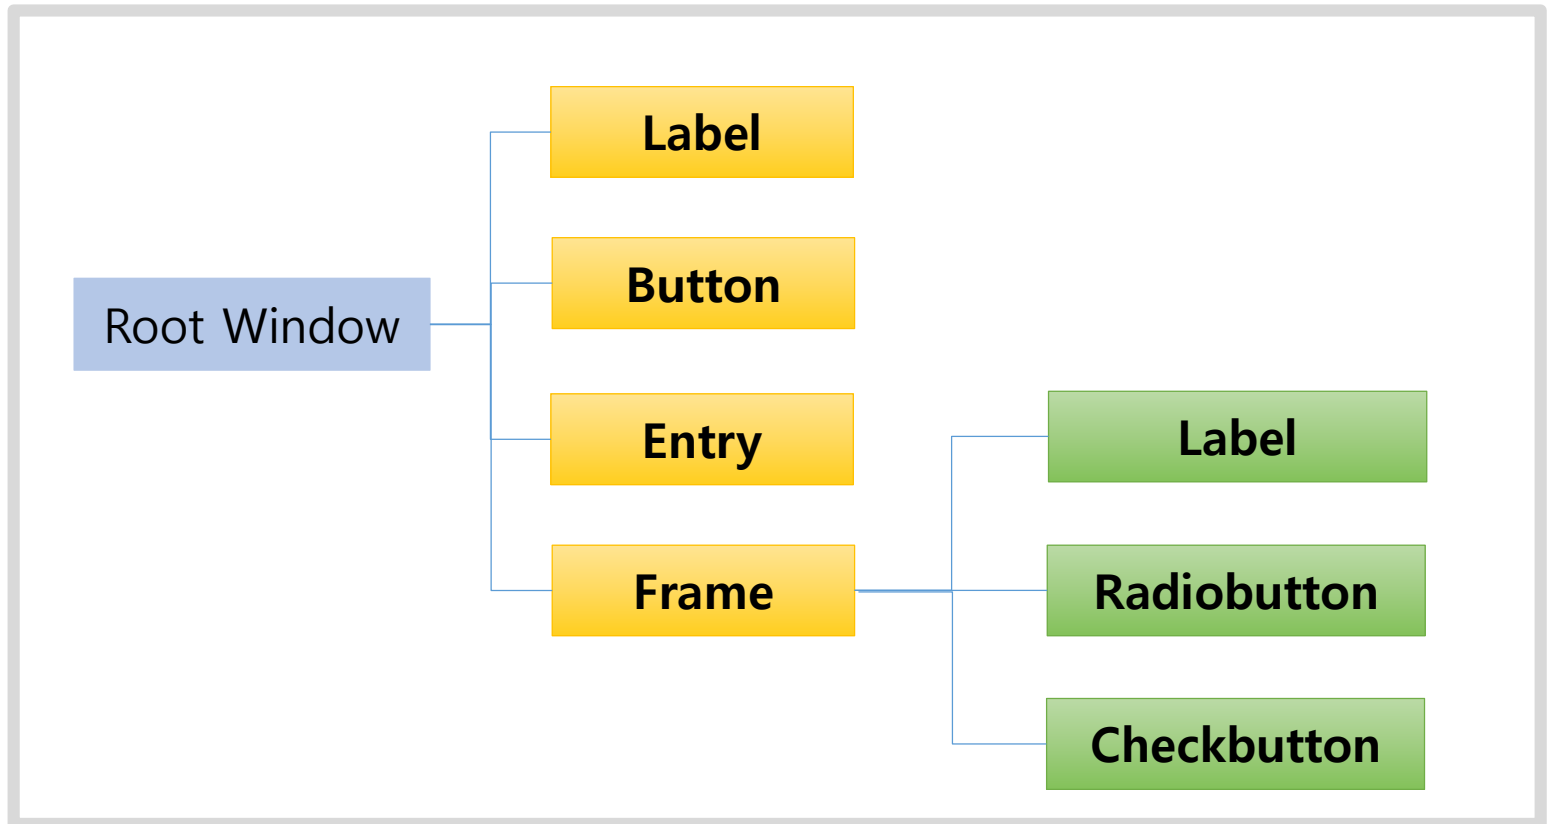 Root Window
Label
Button
Entry
Frame
Label
Radiobutton
Checkbutton